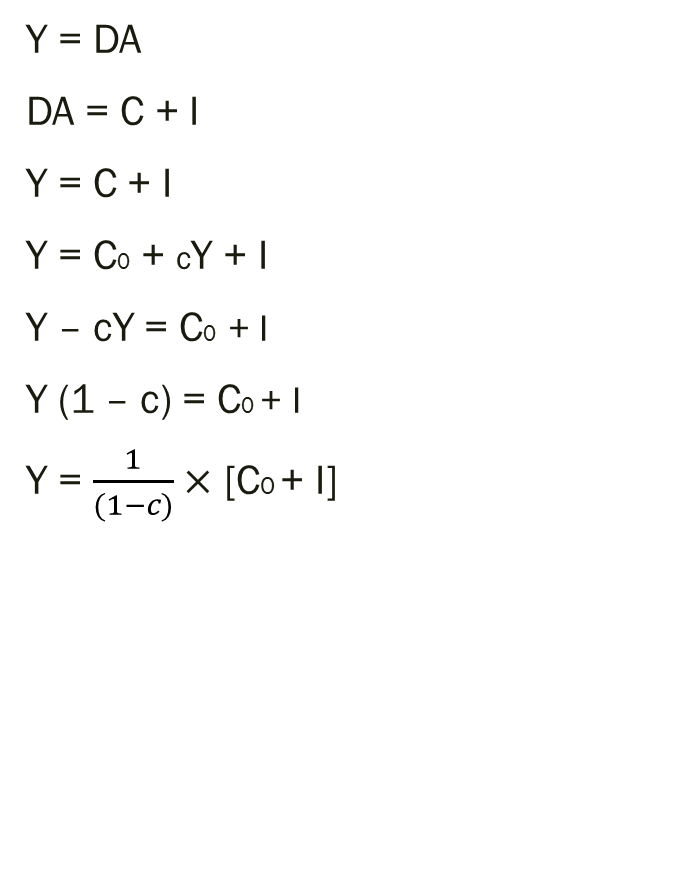 Y = DA
DA = C + I
Y = C + I
Y = C₀ + cY + I
Y – cY = C₀ + I
Y (1 – c) = C₀ + I
Y = 1/(1−c) × [C₀ + I]